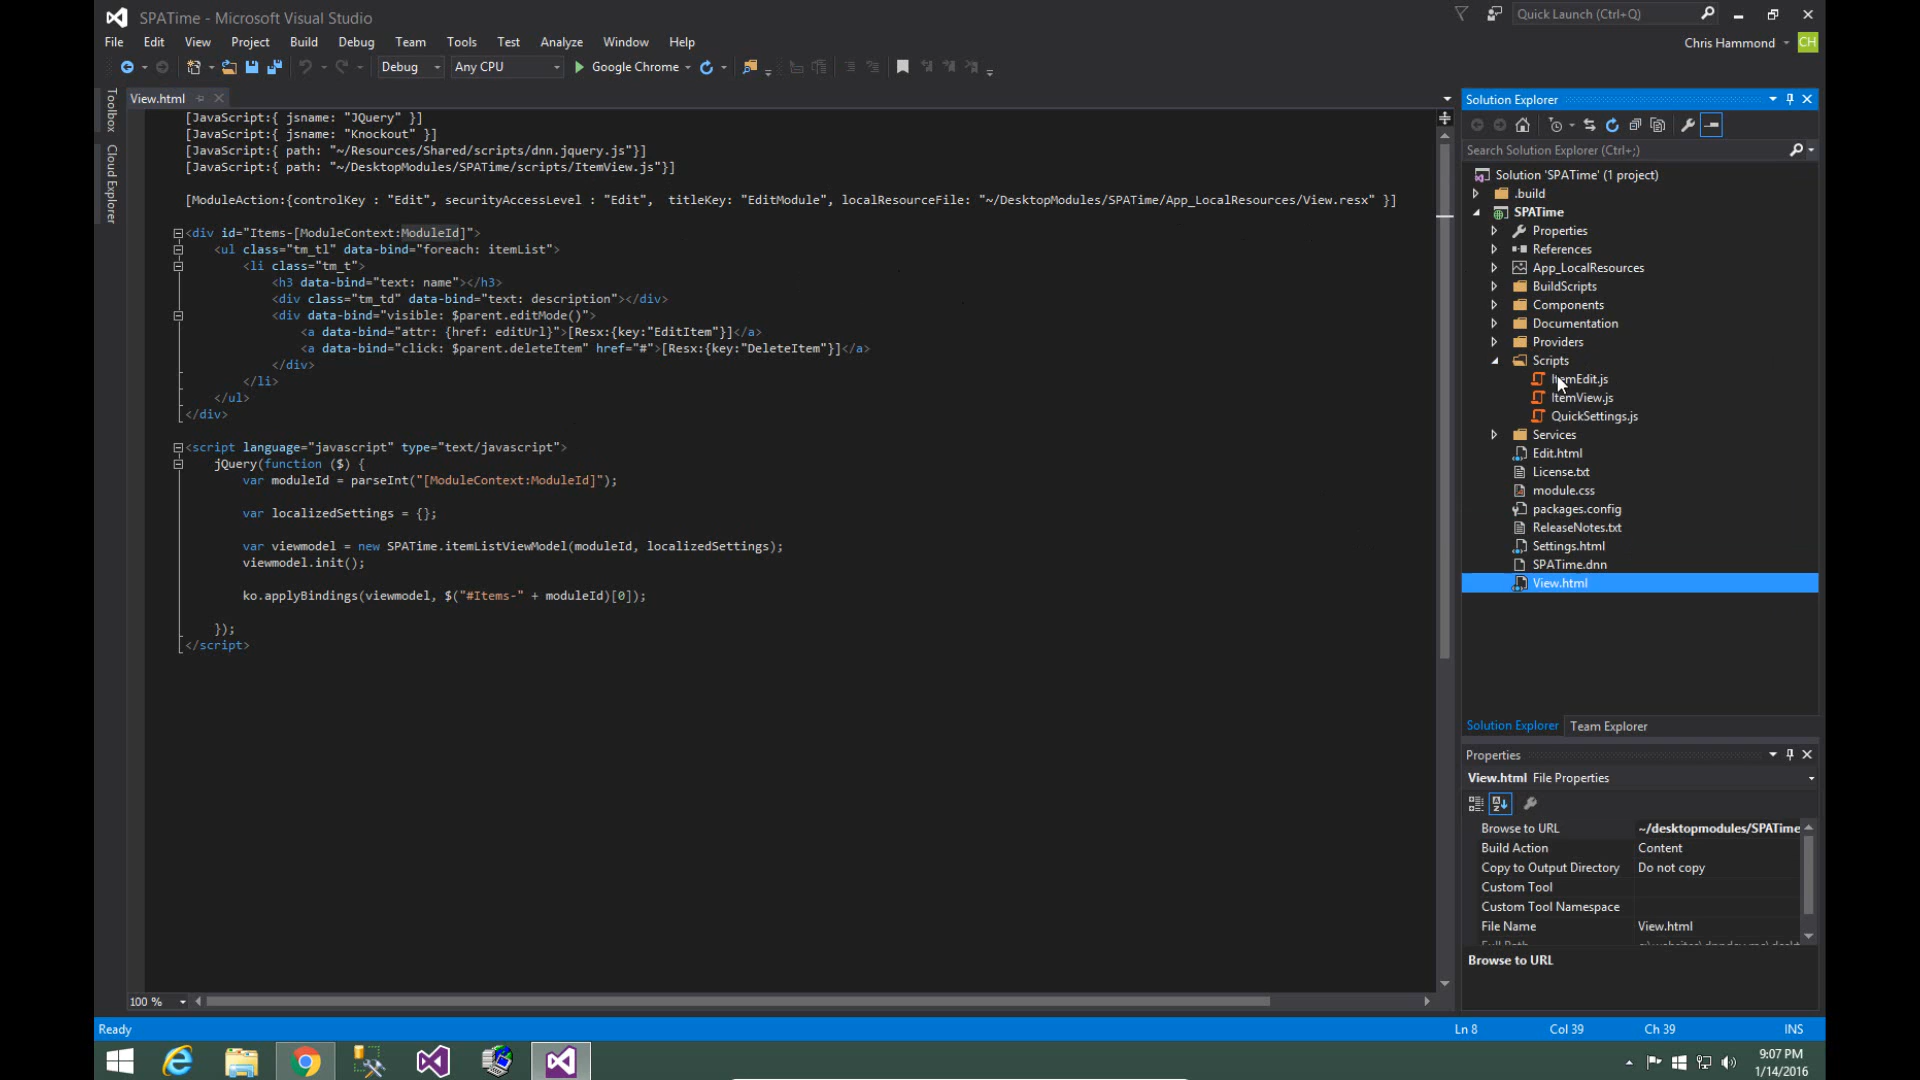 SPATime - Microsoft Visual Studio
Quick Launch (Ctrl+Q)
File Edit View Project Build Debug Team Tools Test Analyze Window Help
Chris Hammond CH
Debug Any CPU Google Chrome
Toolbox
Cloud Explorer
View.html
[JavaScript:{ jsname: "JQuery" }]
[JavaScript:{ jsname: "Knockout" }]
[JavaScript:{ path: "~/Resources/Shared/scripts/dnn.jquery.js"}]
[JavaScript:{ path: "~/DesktopModules/SPATime/scripts/ItemView.js"}]
[ModuleAction:{controlKey : "Edit", securityAccessLevel : "Edit",  titleKey: "EditModule", localResourceFile: "~/DesktopModules/SPATime/App_LocalResources/View.resx" }]
<div id="Items-[ModuleContext:ModuleId]">
<ul class="tm_tl" data-bind="foreach: itemList">
<li class="tm_t">
<h3 data-bind="text: name"></h3>
<div class="tm_td" data-bind="text: description"></div>
<div data-bind="visible: $parent.editMode()">
<a data-bind="attr: {href: editUrl}">[Resx:{key:"EditItem"}]</a>
<a data-bind="click: $parent.deleteItem" href="#">[Resx:{key:"DeleteItem"}]</a>
</div>
</li>
</ul>
</div>
<script language="javascript" type="text/javascript">
jQuery(function ($) {
var moduleId = parseInt("[ModuleContext:ModuleId]");
var localizedSettings = {};
var viewmodel = new SPATime.itemListViewModel(moduleId, localizedSettings);
viewmodel.init();
ko.applyBindings(viewmodel, $("#Items-" + moduleId)[0]);
});
</script>
100 %
Solution Explorer
Search Solution Explorer (Ctrl+;)
Solution 'SPATime' (1 project)
.build
SPATime
Properties
References
App_LocalResources
BuildScripts
Components
Documentation
Providers
Scripts
ItemEdit.js
ItemView.js
QuickSettings.js
Services
Edit.html
License.txt
module.css
packages.config
ReleaseNotes.txt
Settings.html
SPATime.dnn
View.html
Solution Explorer Team Explorer
Properties
View.html File Properties
Browse to URL ~/desktopmodules/SPATime
Build Action Content
Copy to Output Directory Do not copy
Custom Tool
Custom Tool Namespace
File Name View.html
Browse to URL
Ready Ln 8 Col 39 Ch 39 INS
9:07 PM
1/14/2016